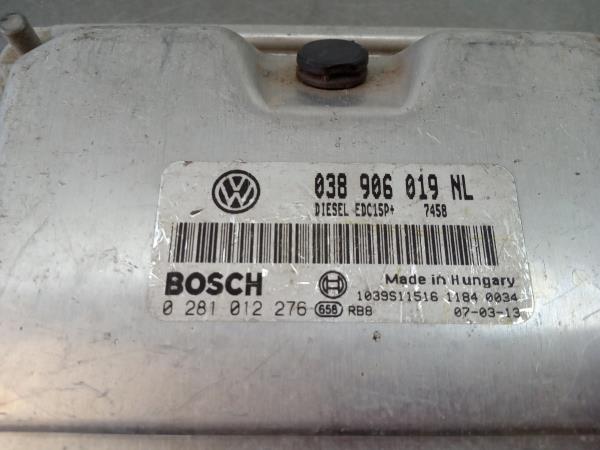 VW
038 906 019 NL
DIESEL EDC15P+ 7458
BOSCH
Made in Hungary
0 281 012 276 658 RB8
1039S11516 1184 0034
07-03-13